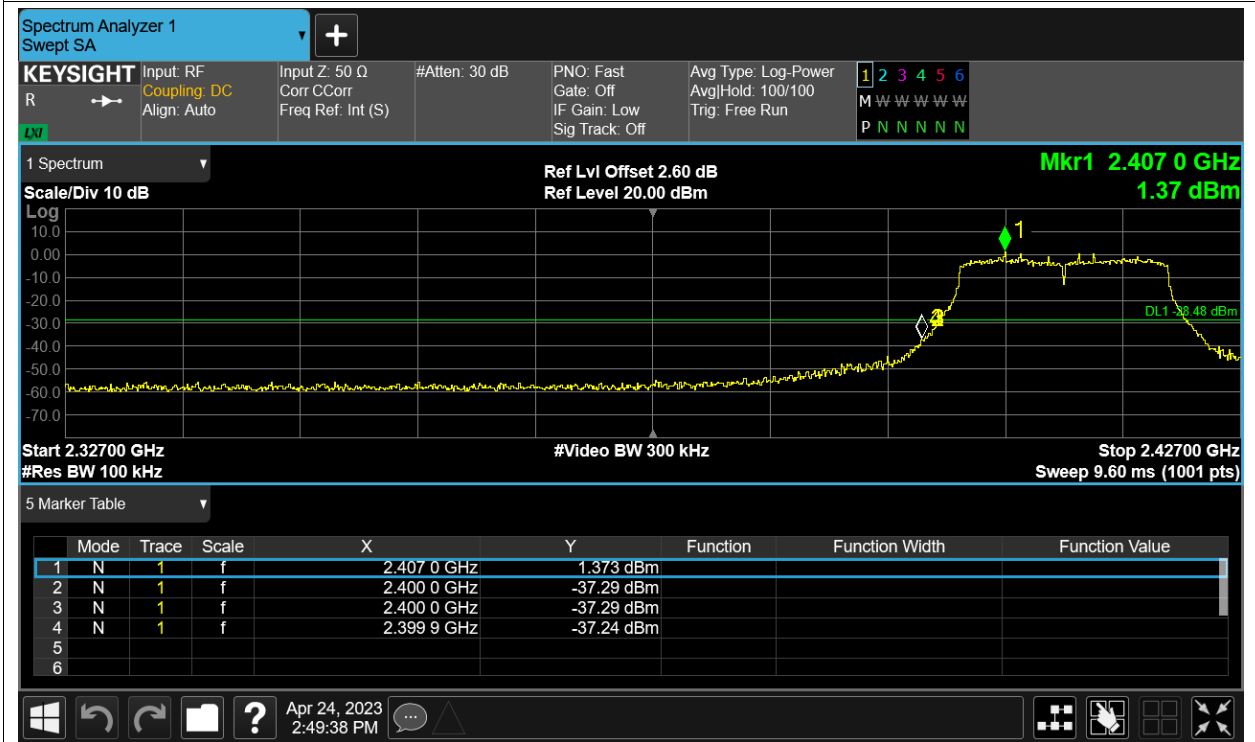 Spectrum Analyzer 1
Swept SA
KEYSIGHT Input: RF Input Z: 50 Ω #Atten: 30 dB PNO: Fast Avg Type: Log-Power 1 2 3 4 5 6
R Coupling: DC Corr CCorr Gate: Off Avg|Hold: 100/100 M W W W W W
Align: Auto Freq Ref: Int (S) IF Gain: Low Trig: Free Run
LXI Sig Track: Off P N N N N N
1 Spectrum Ref Lvl Offset 2.60 dB Mkr1 2.407 0 GHz
Scale/Div 10 dB Ref Level 20.00 dBm 1.37 dBm
Log
10.0 1
0.00
-10.0
-20.0
-30.0 DL1 -28.48 dBm
-40.0
-50.0
-60.0
-70.0
Start 2.32700 GHz #Video BW 300 kHz Stop 2.42700 GHz
#Res BW 100 kHz Sweep 9.60 ms (1001 pts)
5 Marker Table
Mode Trace Scale X Y Function Function Width Function Value
1 N 1 f 2.407 0 GHz 1.373 dBm
2 N 1 f 2.400 0 GHz -37.29 dBm
3 N 1 f 2.400 0 GHz -37.29 dBm
4 N 1 f 2.399 9 GHz -37.24 dBm
5
6
? Apr 24, 2023
2:49:38 PM